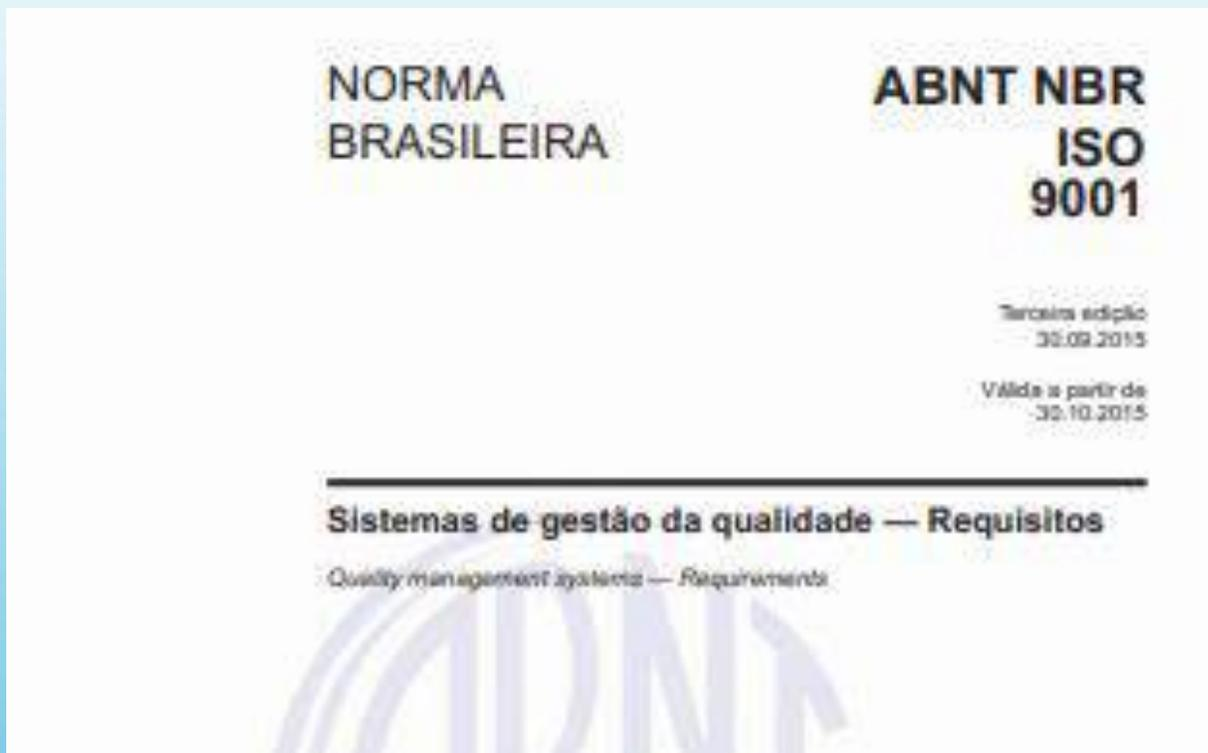 NORMA
BRASILEIRA
ABNT NBR
ISO
9001
Terceira edição
30.09.2015
Válida a partir de
30.10.2015
Sistemas de gestão da qualidade — Requisitos
Quality management systems — Requirements
ABNT